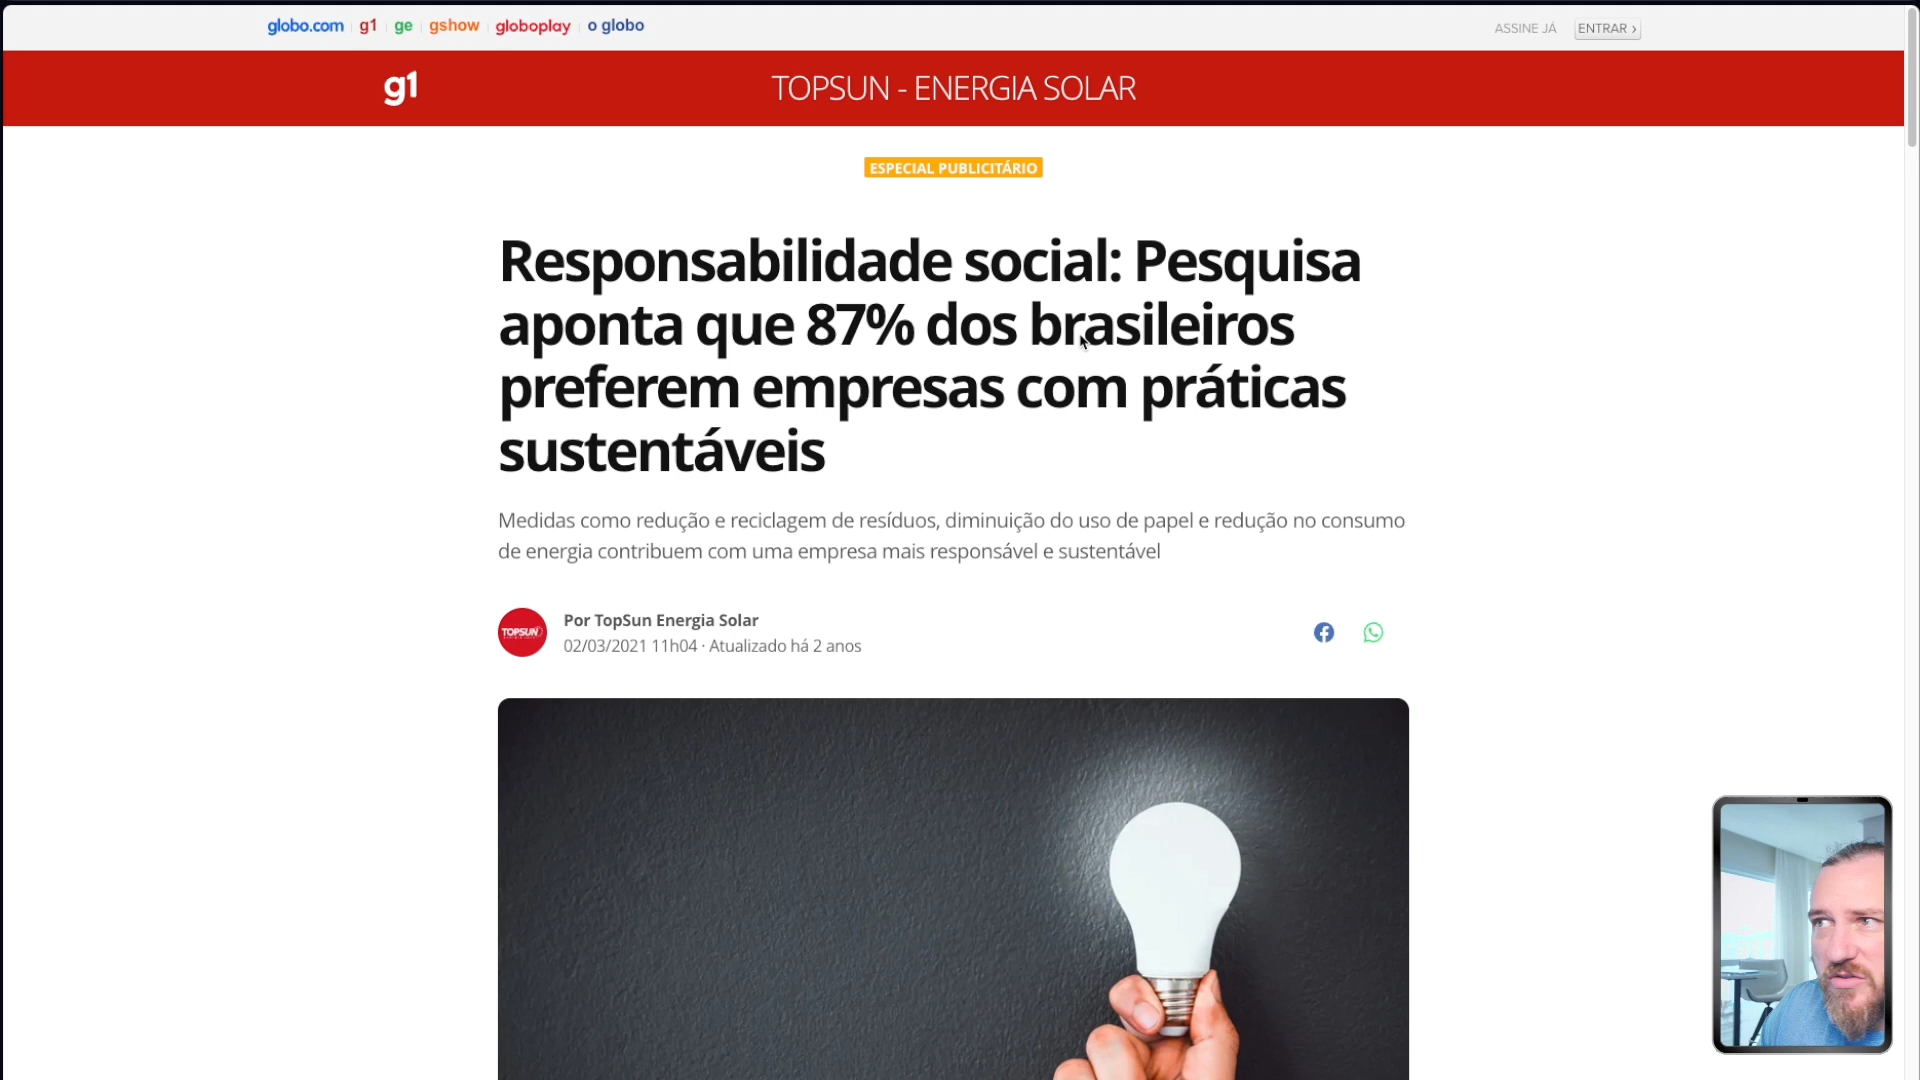 globo.com g1 ge gshow globoplay o globo
ASSINE JÁ ENTRAR ›
g1 TOPSUN - ENERGIA SOLAR
ESPECIAL PUBLICITÁRIO
Responsabilidade social: Pesquisa
aponta que 87% dos brasileiros
preferem empresas com práticas
sustentáveis
Medidas como redução e reciclagem de resíduos, diminuição do uso de papel e redução no consumo
de energia contribuem com uma empresa mais responsável e sustentável
TOPSUN
Por TopSun Energia Solar
02/03/2021 11h04 · Atualizado há 2 anos